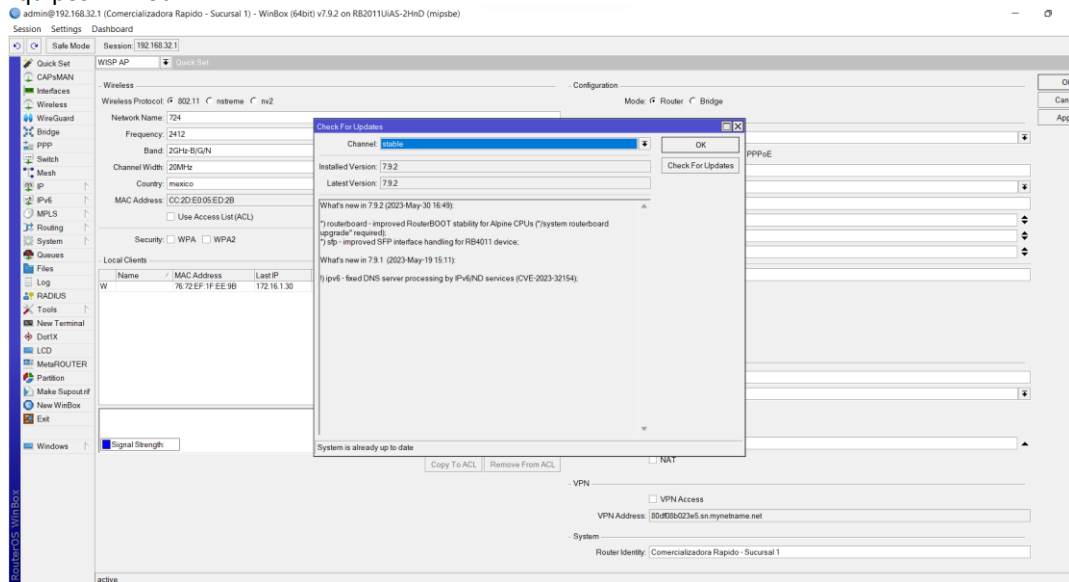 admin@192.168.32.1 (Comercializadora Rapido - Sucursal 1) - WinBox (64bit) v7.9.2 on RB2011UiAS-2HnD (mipsbe)
Session Settings Dashboard
Safe Mode Session: 192.168.32.1
Quick Set
CAPsMAN
Interfaces
Wireless
WireGuard
Bridge
PPP
Switch
Mesh
IP
IPv6
MPLS
Routing
System
Queues
Files
Log
RADIUS
Tools
New Terminal
Dot1X
LCD
MetaROUTER
Partition
Make Supout.rif
New WinBox
Exit
Windows
RouterOS WinBox
WISP AP Quick Set
Wireless
Wireless Protocol: 802.11 nstreme nv2
Network Name: 724
Frequency: 2412
Band: 2GHz-B/G/N
Channel Width: 20MHz
Country: mexico
MAC Address: CC:2D:E0:05:ED:2B
Use Access List (ACL)
Security: WPA WPA2
Local Clients
Name MAC Address Last IP
W 76:72:EF:1F:EE:9B 172.16.1.30
Signal Strength:
Copy To ACL Remove From ACL
Check For Updates
Channel: stable
OK
Installed Version: 7.9.2
Check For Updates
Latest Version: 7.9.2
What's new in 7.9.2 (2023-May-30 16:49):
*) routerboard - improved RouterBOOT stability for Alpine CPUs ("/system routerboard
upgrade" required);
*) sfp - improved SFP interface handling for RB4011 device;
What's new in 7.9.1 (2023-May-19 15:11):
!) ipv6 - fixed DNS server processing by IPv6/ND services (CVE-2023-32154);
System is already up to date
Configuration
Mode: Router Bridge
PPPoE
NAT
VPN
VPN Access
VPN Address: 80df08b023e5.sn.mynetname.net
System
Router Identity: Comercializadora Rapido - Sucursal 1
active